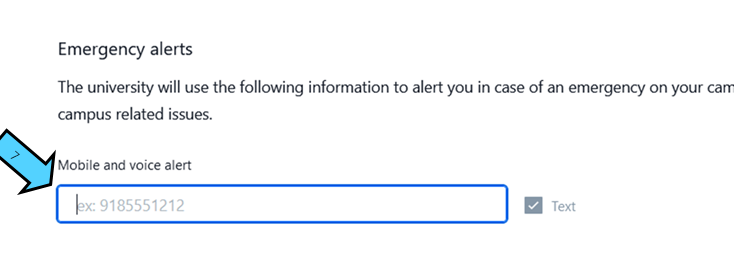 Emergency alerts
The university will use the following information to alert you in case of an emergency on your cam
campus related issues.
7
Mobile and voice alert
ex: 9185551212
Text